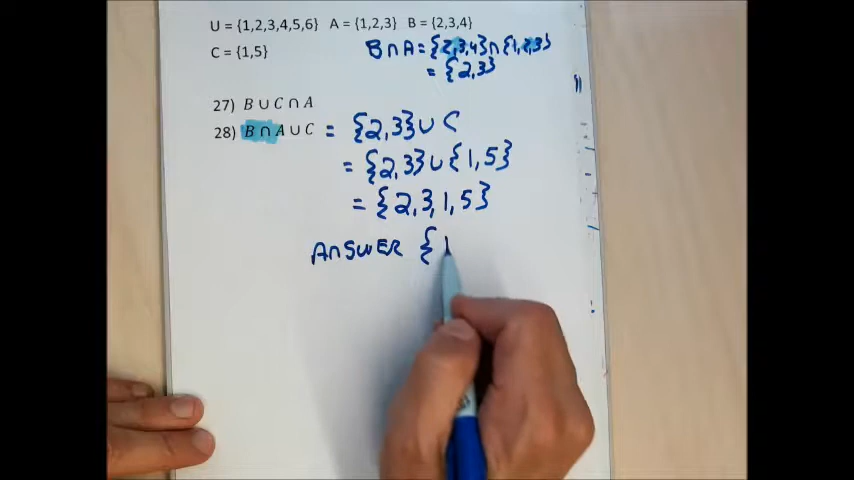 U = {1,2,3,4,5,6} A = {1,2,3} B = {2,3,4}
C = {1,5}
B ∩ A = {2,3,4} ∩ {1,2,3}
= {2,3}
27) B ∪ C ∩ A
28) B ∩ A ∪ C = {2,3} ∪ C
= {2,3} ∪ {1,5}
= {2,3,1,5}
ANSWER { 1